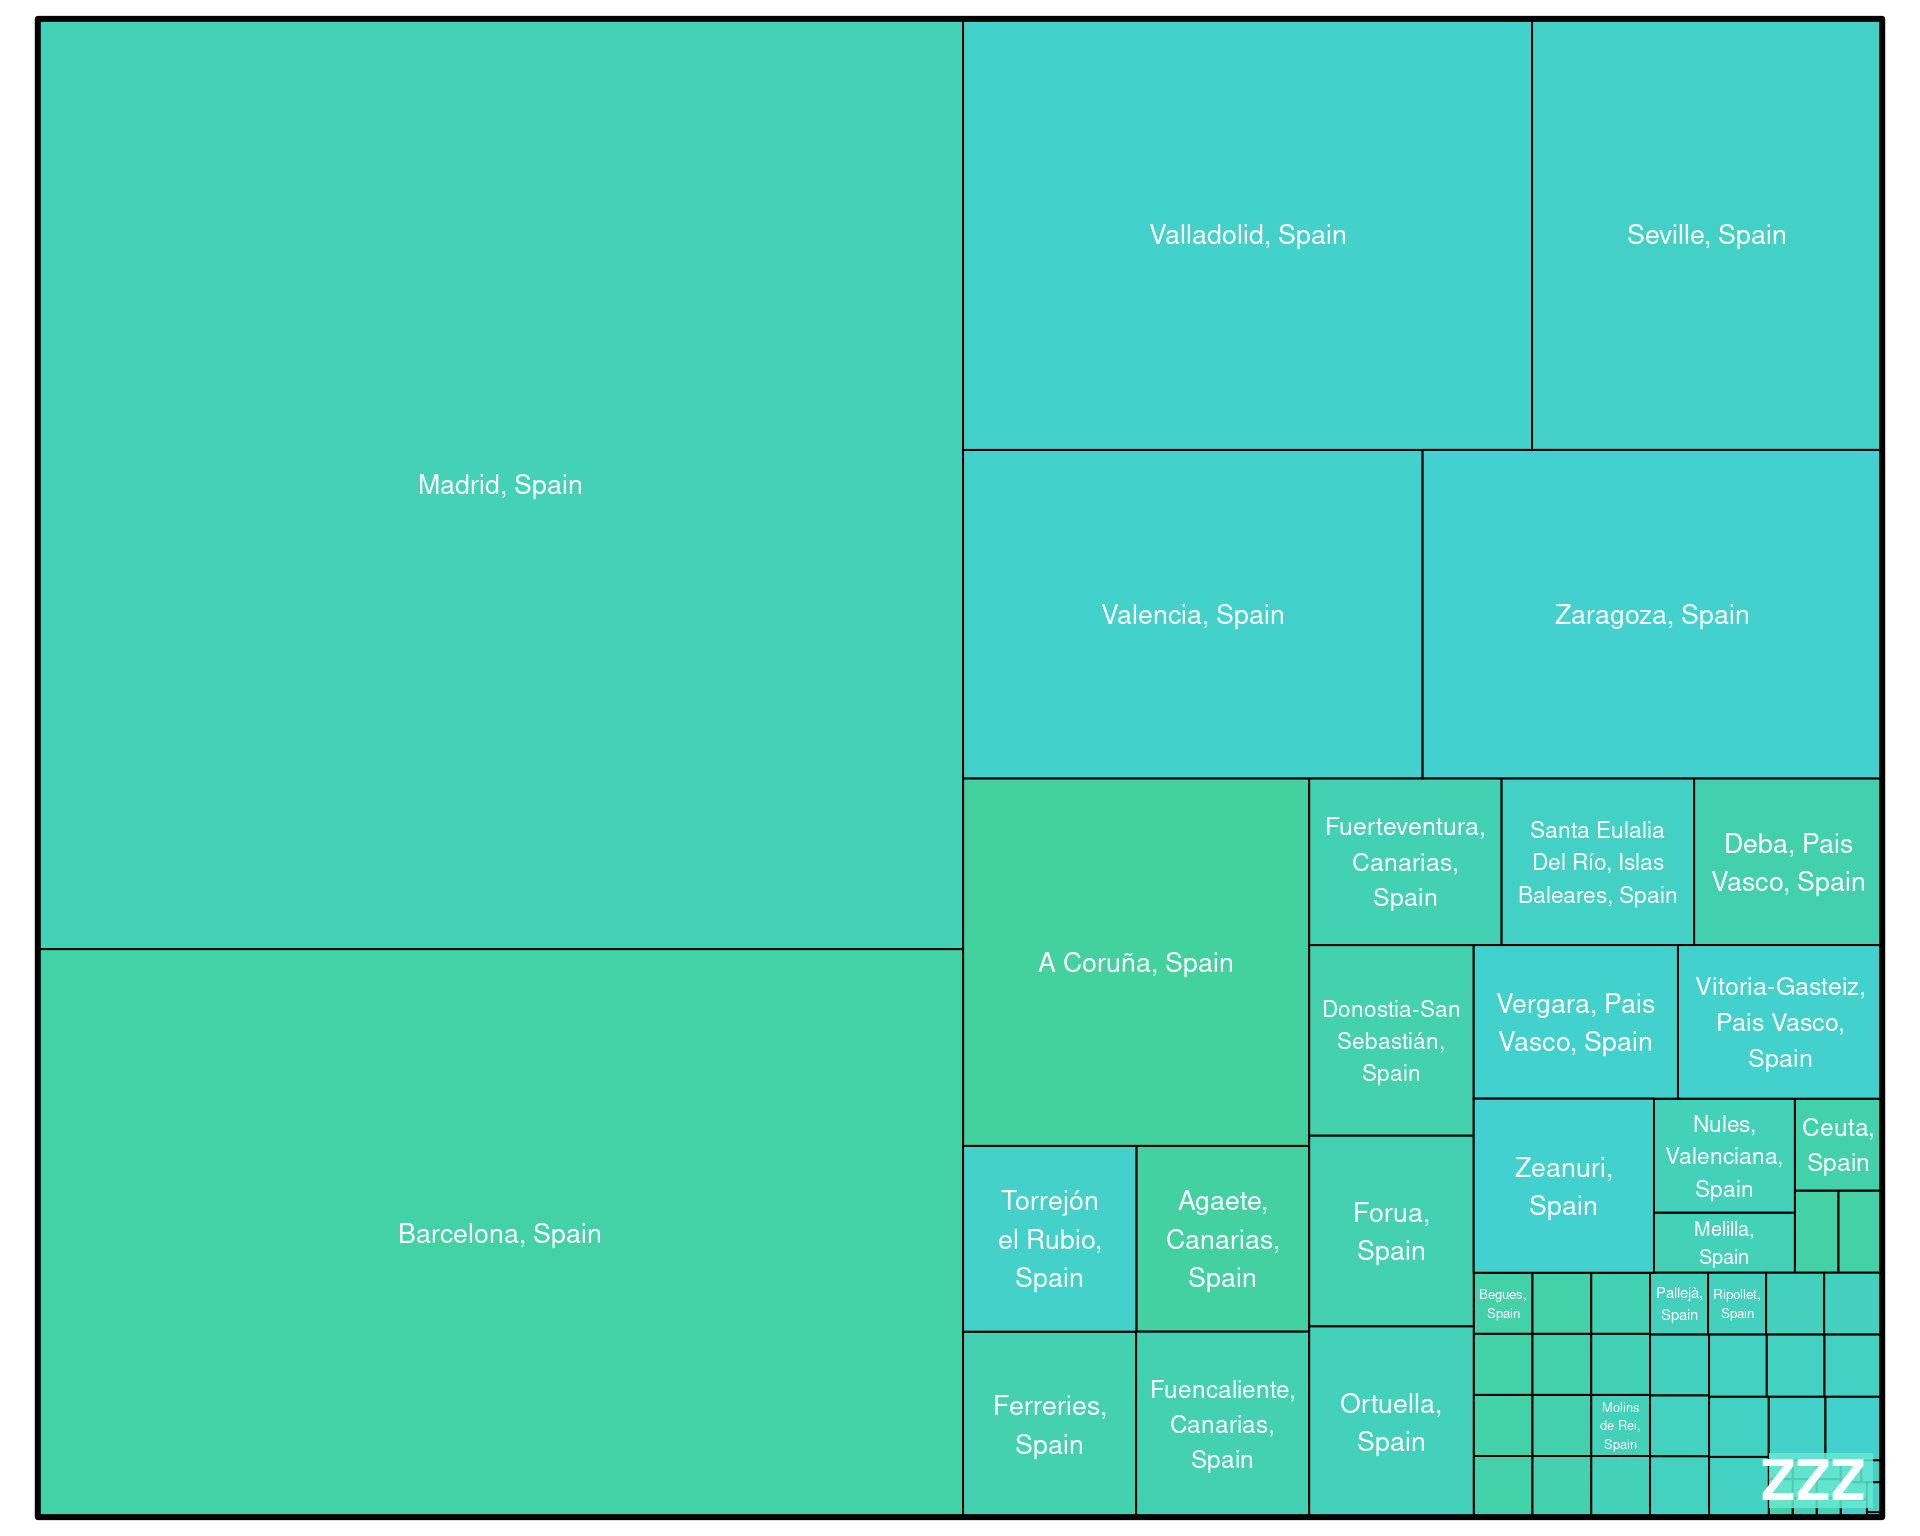 Madrid, Spain
Barcelona, Spain
Valladolid, Spain
Seville, Spain
Valencia, Spain
Zaragoza, Spain
A Coruña, Spain
Fuerteventura,
Canarias,
Spain
Santa Eulalia
Del Río, Islas
Baleares, Spain
Deba, Pais
Vasco, Spain
Donostia-San
Sebastián,
Spain
Vergara, Pais
Vasco, Spain
Vitoria-Gasteiz,
Pais Vasco,
Spain
Zeanuri,
Spain
Nules,
Valenciana,
Spain
Ceuta,
Spain
Melilla,
Spain
Torrejón
el Rubio,
Spain
Agaete,
Canarias,
Spain
Forua,
Spain
Ferreries,
Spain
Fuencaliente,
Canarias,
Spain
Ortuella,
Spain
Begues,
Spain
Pallejà,
Spain
Ripollet,
Spain
Molins
de Rei,
Spain
ZZZ